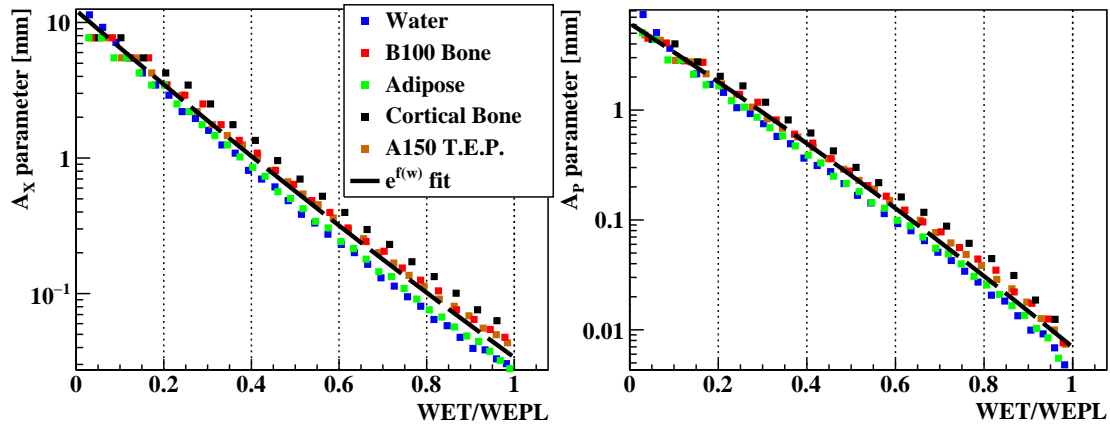 A_X parameter [mm]
10
1
10⁻¹
0 0.2 0.4 0.6 0.8 1
WET/WEPL
Water
B100 Bone
Adipose
Cortical Bone
A150 T.E.P.
e^{f(w)} fit
A_P parameter [mm]
1
0.1
0.01
0 0.2 0.4 0.6 0.8 1
WET/WEPL